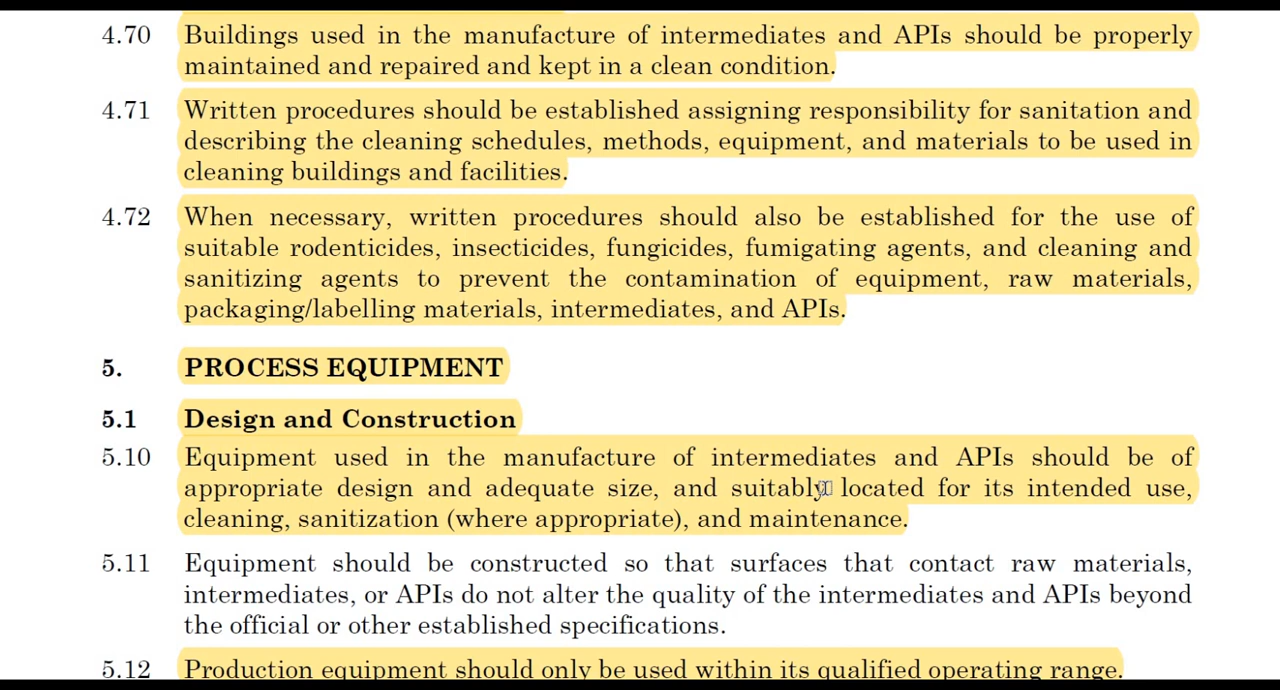 4.70 Buildings used in the manufacture of intermediates and APIs should be properly
maintained and repaired and kept in a clean condition.
4.71 Written procedures should be established assigning responsibility for sanitation and
describing the cleaning schedules, methods, equipment, and materials to be used in
cleaning buildings and facilities.
4.72 When necessary, written procedures should also be established for the use of
suitable rodenticides, insecticides, fungicides, fumigating agents, and cleaning and
sanitizing agents to prevent the contamination of equipment, raw materials,
packaging/labelling materials, intermediates, and APIs.
5. PROCESS EQUIPMENT
5.1 Design and Construction
5.10 Equipment used in the manufacture of intermediates and APIs should be of
appropriate design and adequate size, and suitably located for its intended use,
cleaning, sanitization (where appropriate), and maintenance.
5.11 Equipment should be constructed so that surfaces that contact raw materials,
intermediates, or APIs do not alter the quality of the intermediates and APIs beyond
the official or other established specifications.
5.12 Production equipment should only be used within its qualified operating range.